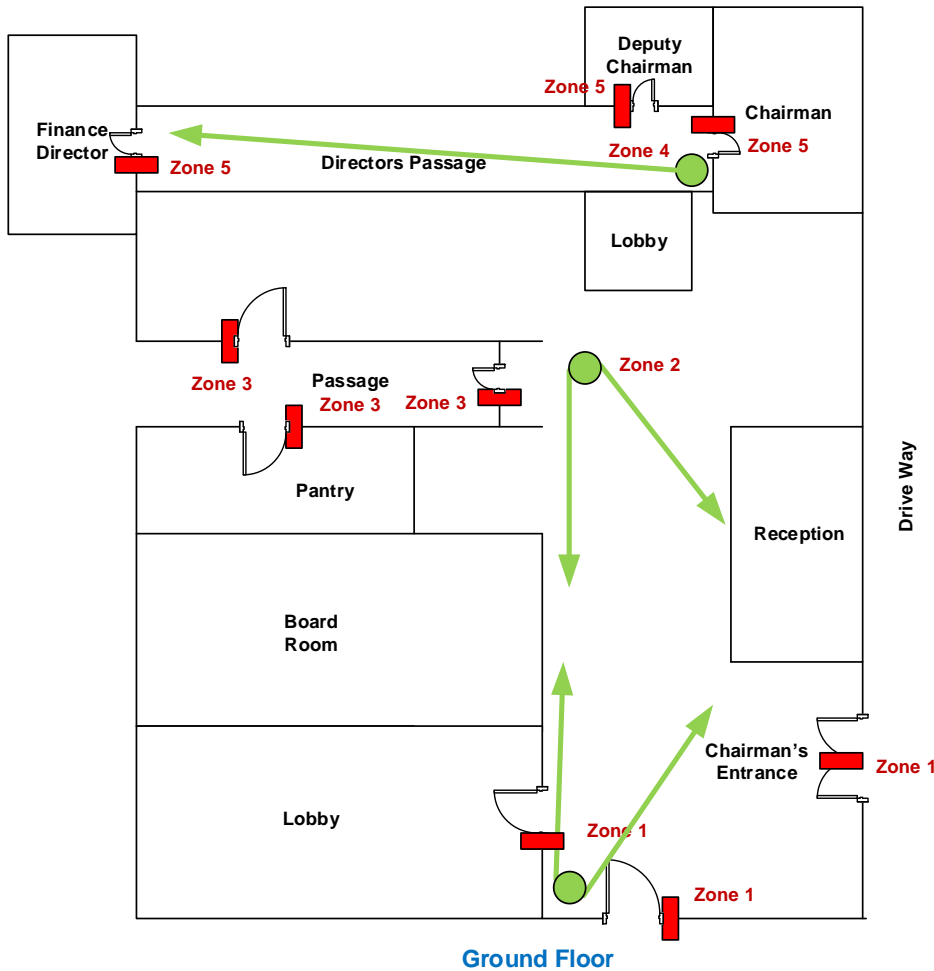 Deputy
Chairman
Zone 5
Chairman
Finance
Director
Zone 4
Zone 5
Directors Passage
Zone 5
Lobby
Zone 2
Zone 3
Passage
Zone 3
Zone 3
Pantry
Drive Way
Reception
Board
Room
Chairman's
Entrance
Zone 1
Lobby
Zone 1
Zone 1
Ground Floor